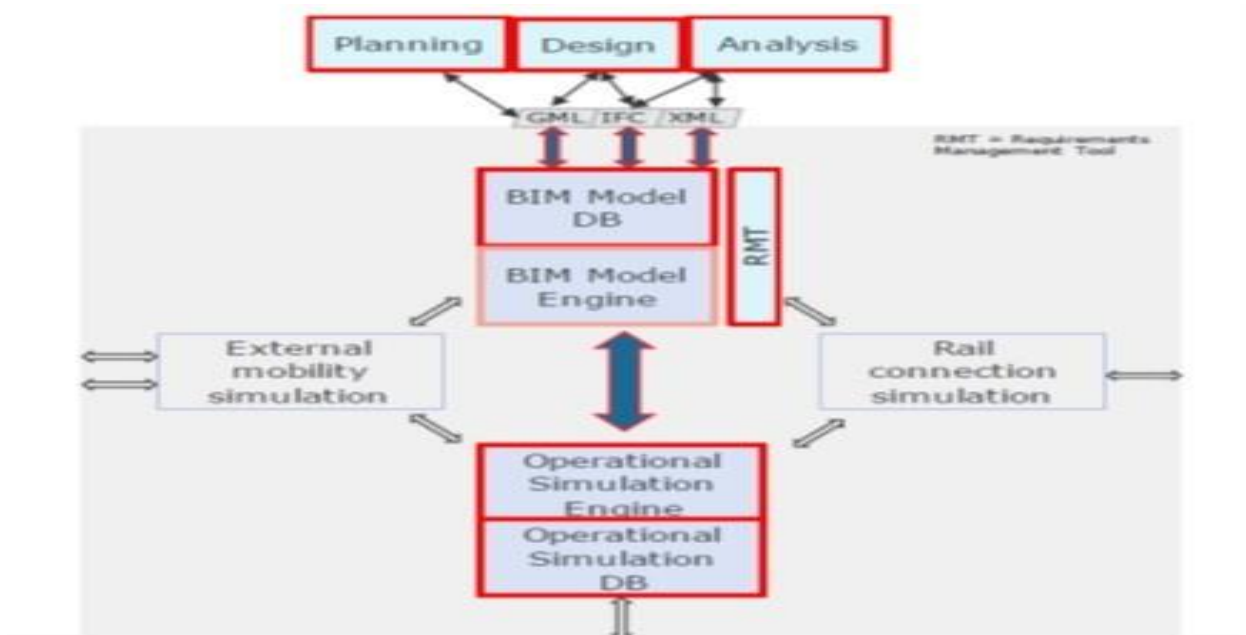 Planning Design Analysis
GML IFC XML
RMT = Requirements
Management Tool
BIM Model
DB
RMT
BIM Model
Engine
External
mobility
simulation
Rail
connection
simulation
Operational
Simulation
Engine
Operational
Simulation
DB